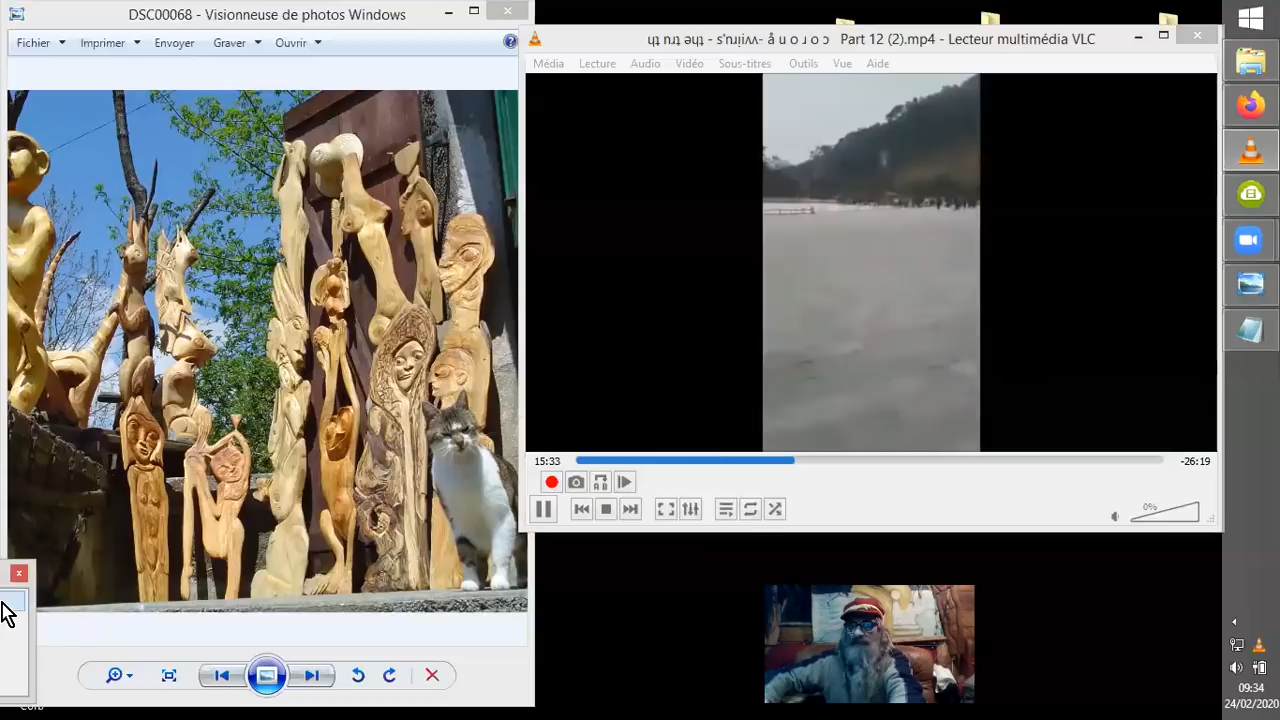 DSC00068 - Visionneuse de photos Windows
Fichier Imprimer Envoyer Graver Ouvrir
Part 12 (2).mp4 - Lecteur multimédia VLC
Média Lecture Audio Vidéo Sous-titres Outils Vue Aide
15:33 -26:19
0%
09:34
24/02/2020